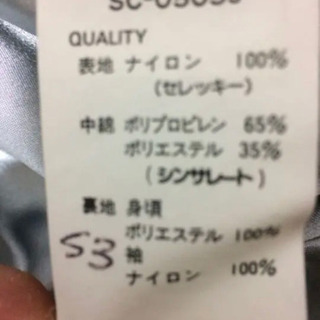 QUALITY
表地 ナイロン 100%
(セレッキー)
中綿 ポリプロピレン 65%
ポリエステル 35%
(シンサレート)
裏地 身頃
ポリエステル 100%
袖
ナイロン 100%
S3